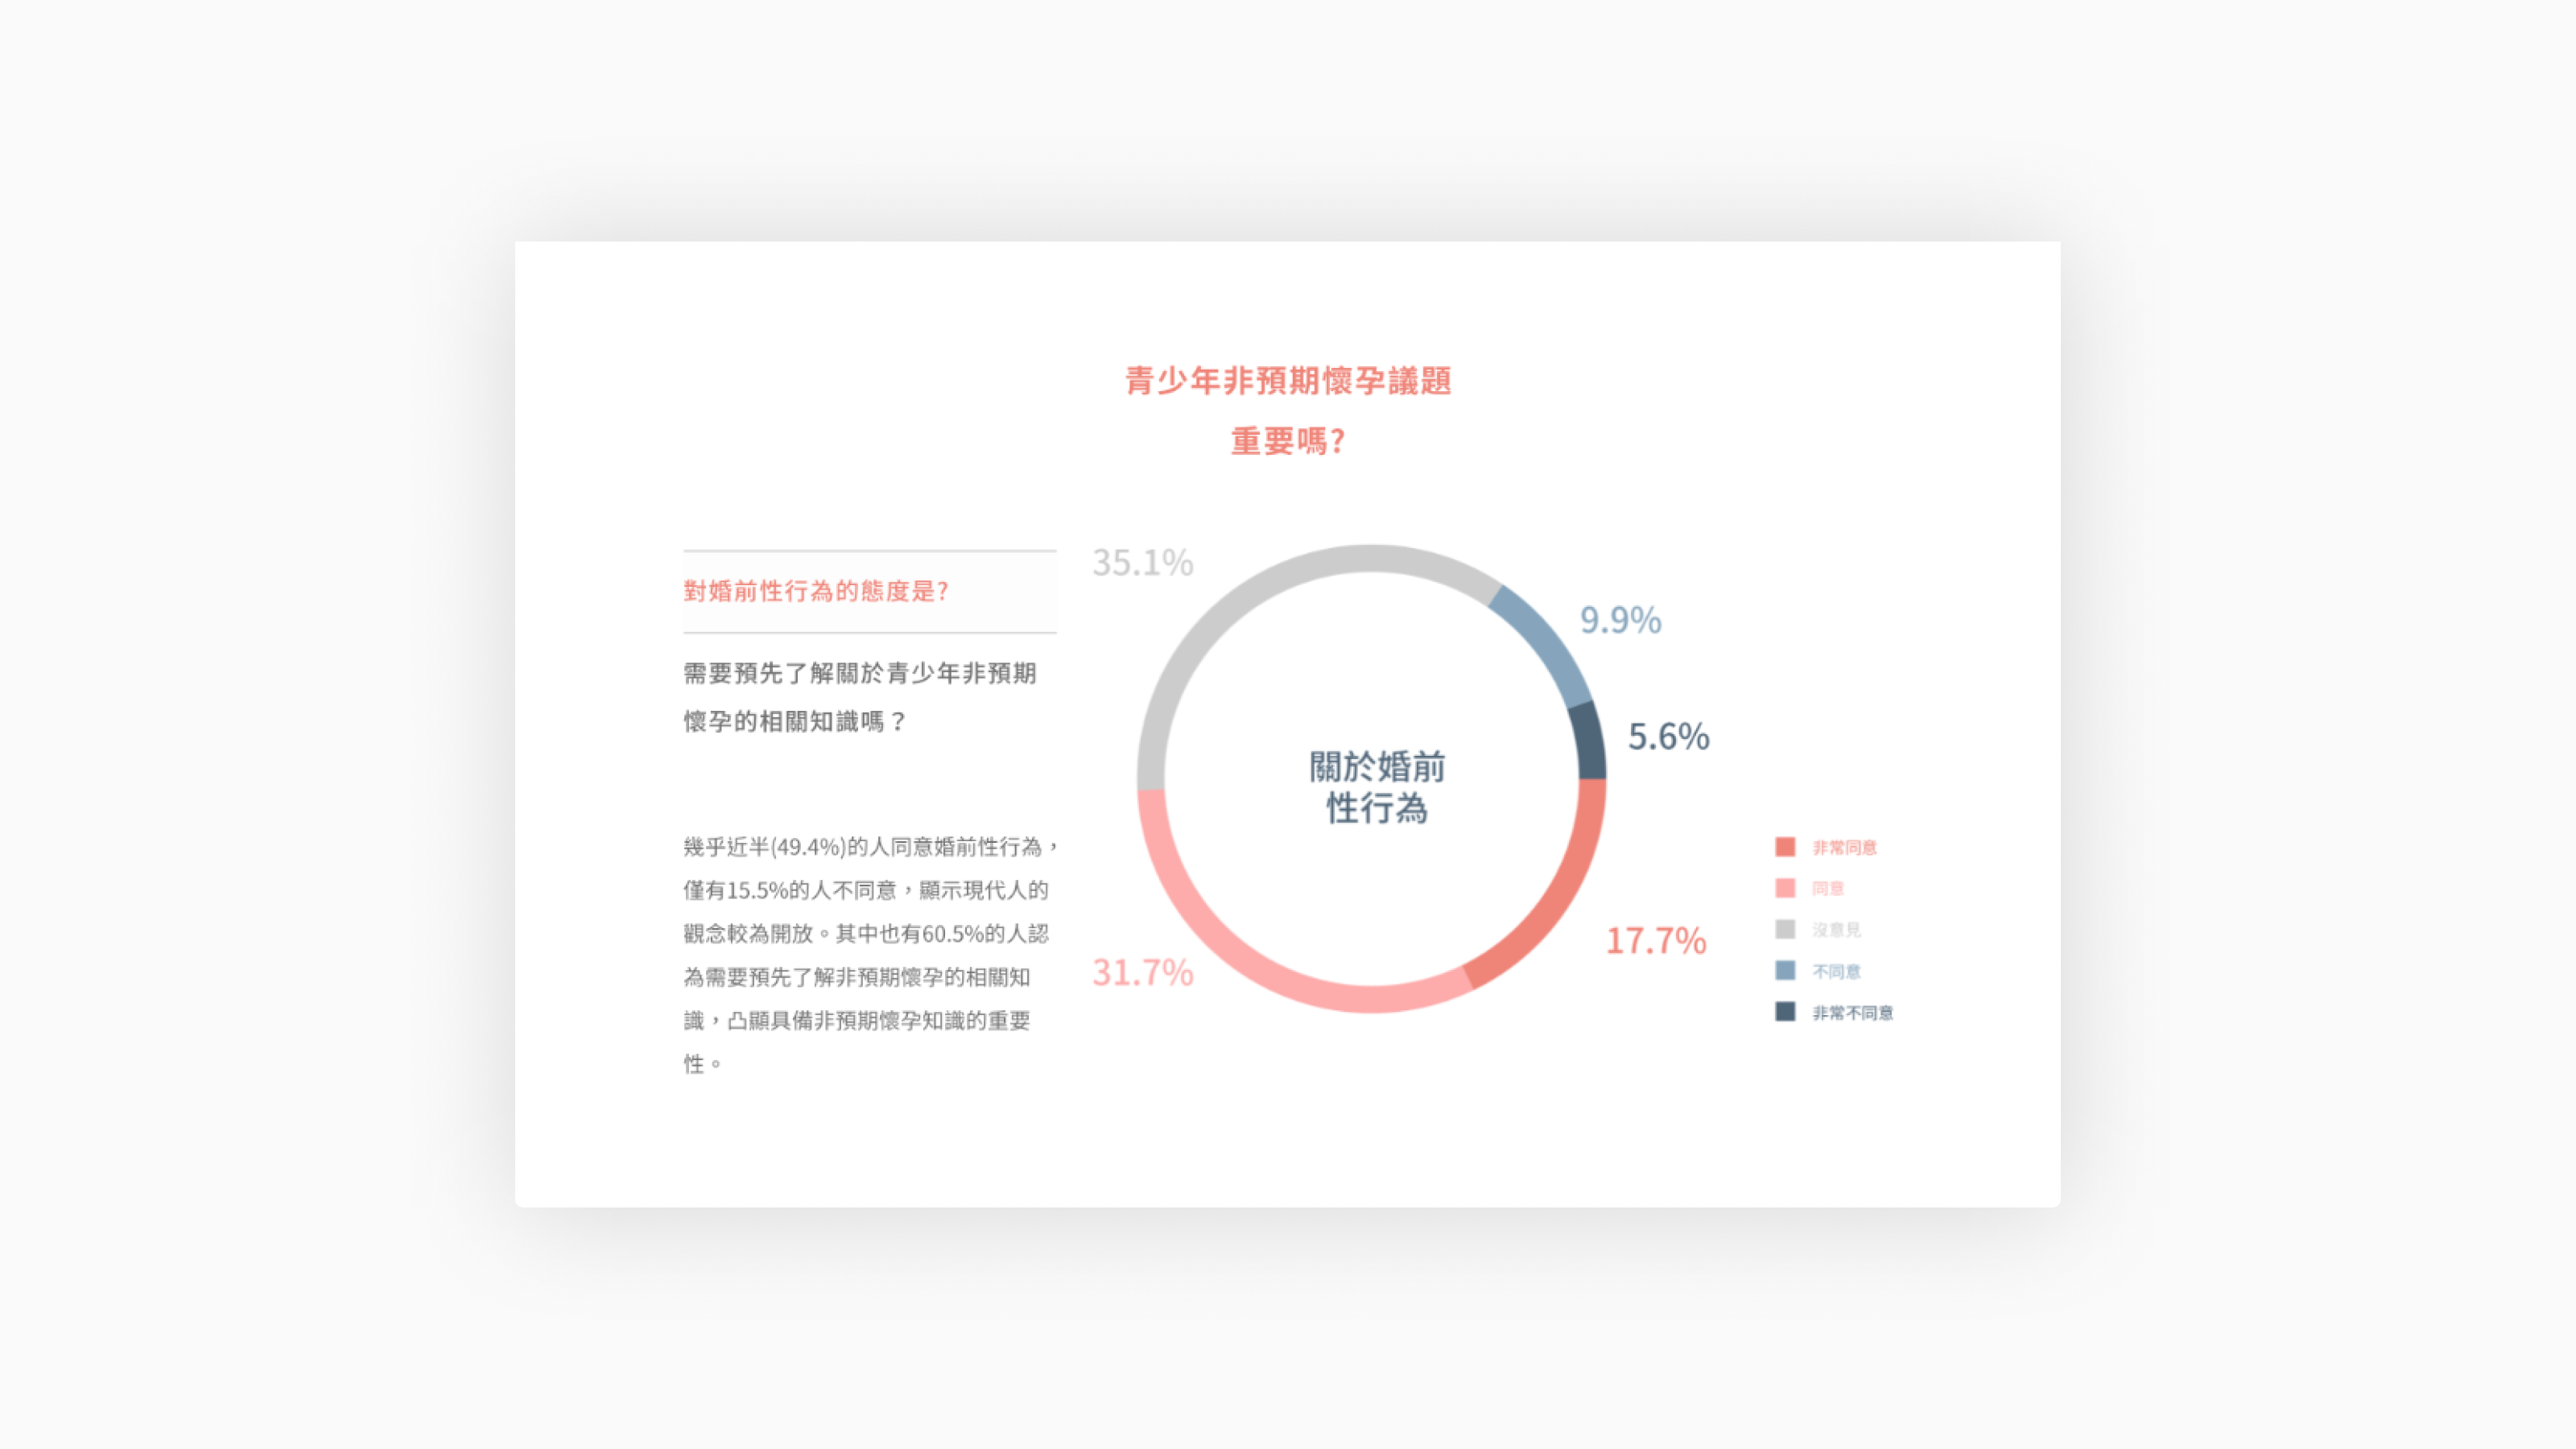 青少年非預期懷孕議題
重要嗎?
對婚前性行為的態度是?
需要預先了解關於青少年非預期
懷孕的相關知識嗎？
幾乎近半(49.4%)的人同意婚前性行為，
僅有15.5%的人不同意，顯示現代人的
觀念較為開放。其中也有60.5%的人認
為需要預先了解非預期懷孕的相關知
識，凸顯具備非預期懷孕知識的重要
性。
35.1%
9.9%
5.6%
關於婚前
性行為
17.7%
31.7%
非常同意
同意
沒意見
不同意
非常不同意